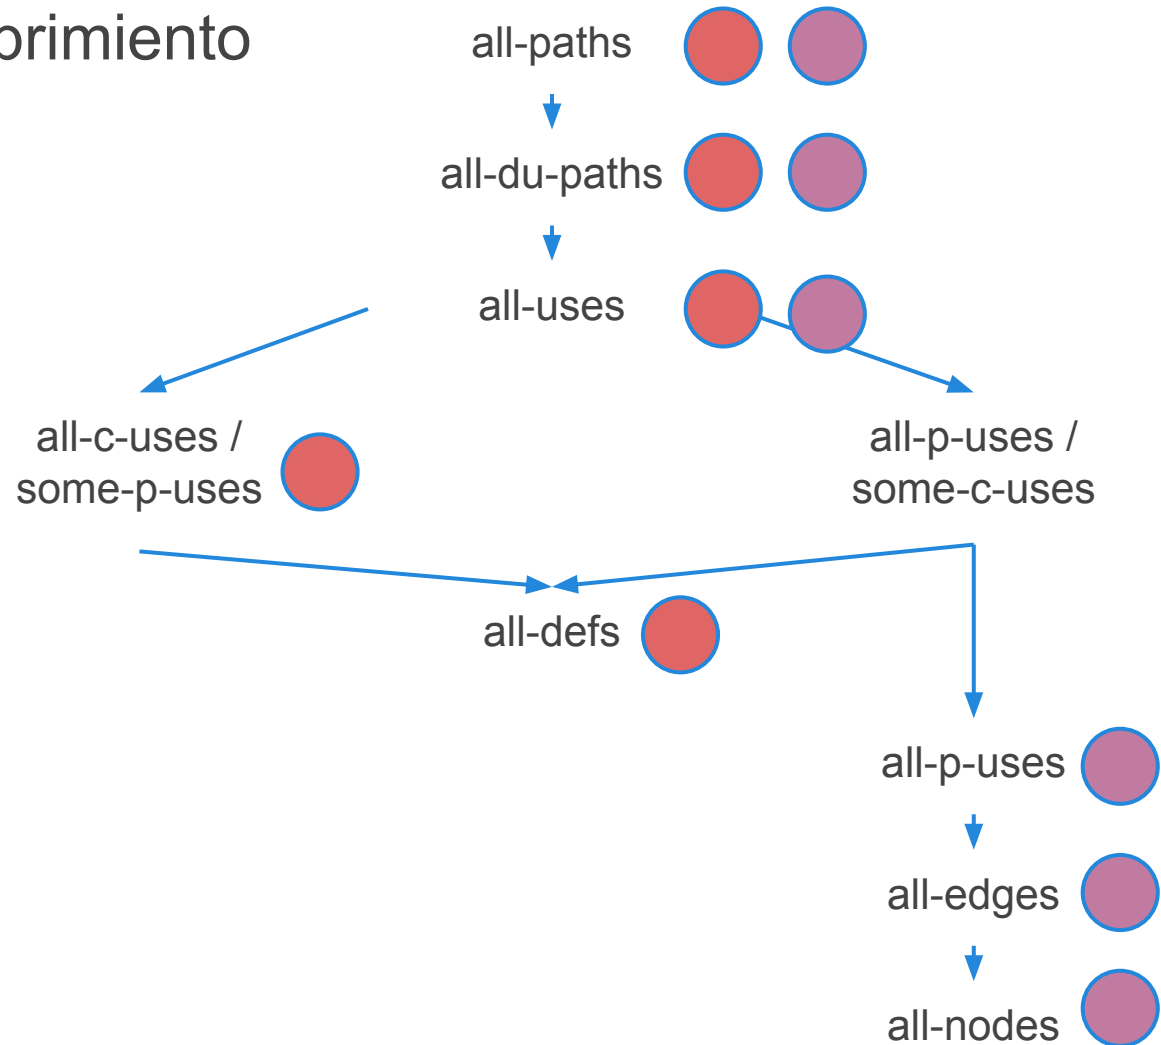 brimiento
all-paths
all-du-paths
all-uses
all-c-uses /
some-p-uses
all-p-uses /
some-c-uses
all-defs
all-p-uses
all-edges
all-nodes